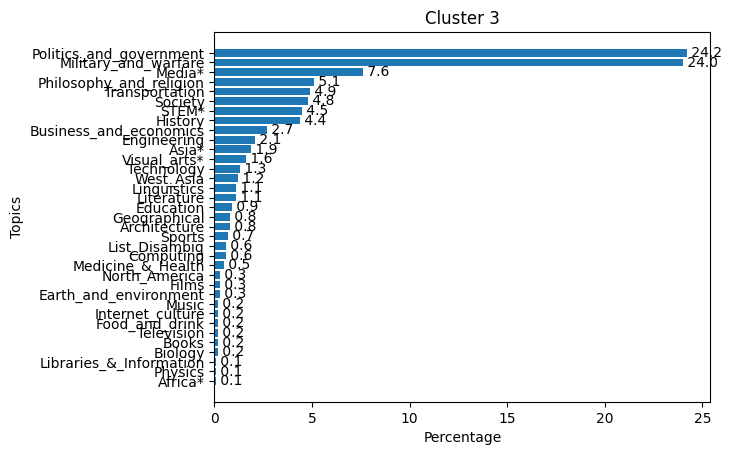 Cluster 3
Politics_and_government 24.2
Military_and_warfare 24.0
Media* 7.6
Philosophy_and_religion 5.1
Transportation 4.9
Society 4.8
STEM* 4.5
History 4.4
Business_and_economics 2.7
Engineering 2.1
Asia* 1.9
Visual_arts* 1.6
Technology 1.3
West_Asia 1.2
Linguistics 1.1
Literature 1.1
Education 0.9
Geographical 0.8
Architecture 0.8
Sports 0.7
List_Disambig 0.6
Computing 0.6
Medicine_&_Health 0.5
North_America 0.3
Films 0.3
Earth_and_environment 0.3
Music 0.2
Internet_culture 0.2
Food_and_drink 0.2
Television 0.2
Books 0.2
Biology 0.2
Libraries_&_Information 0.1
Physics 0.1
Africa* 0.1
0 5 10 15 20 25
Percentage
Topics